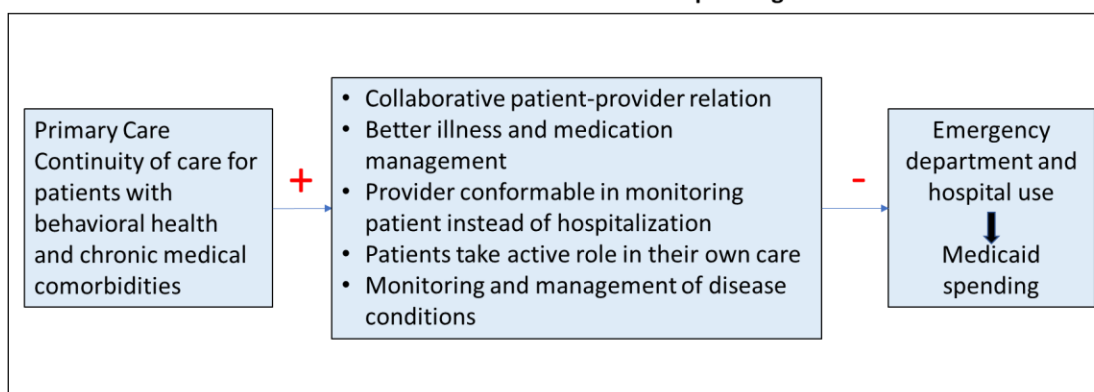 Primary Care
Continuity of care for
patients with
behavioral health
and chronic medical
comorbidities
+
• Collaborative patient-provider relation
• Better illness and medication
management
• Provider conformable in monitoring
patient instead of hospitalization
• Patients take active role in their own care
• Monitoring and management of disease
conditions
-
Emergency
department and
hospital use
Medicaid
spending